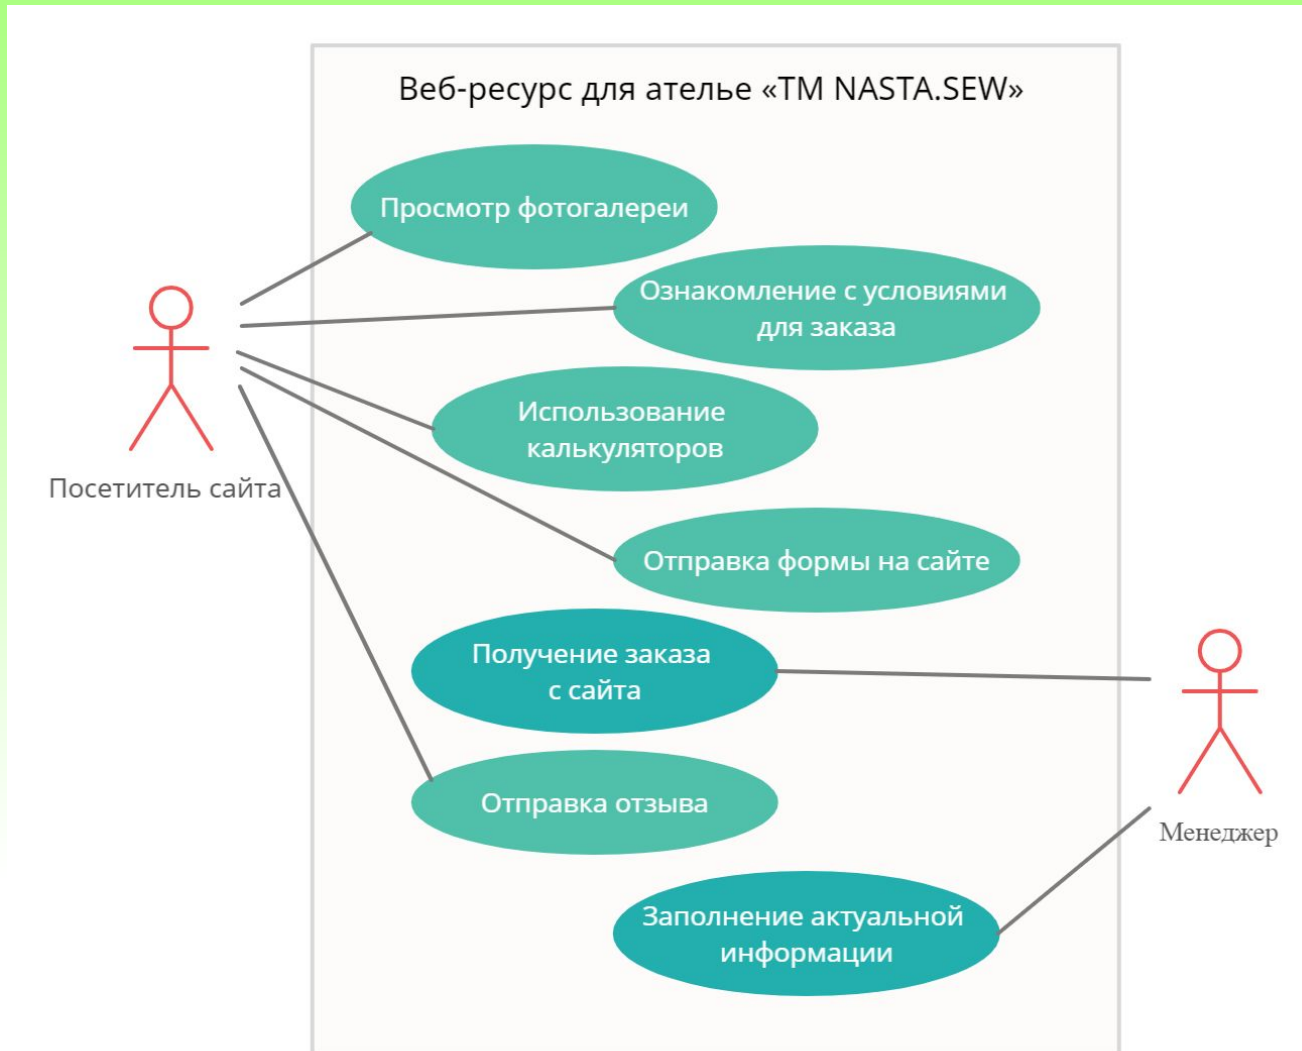 Веб-ресурс для ателье «ТМ NASTA.SEW»
Просмотр фотогалереи
Ознакомление с условиями
для заказа
Использование
калькуляторов
Посетитель сайта
Отправка формы на сайте
Получение заказа
с сайта
Отправка отзыва
Менеджер
Заполнение актуальной
информации